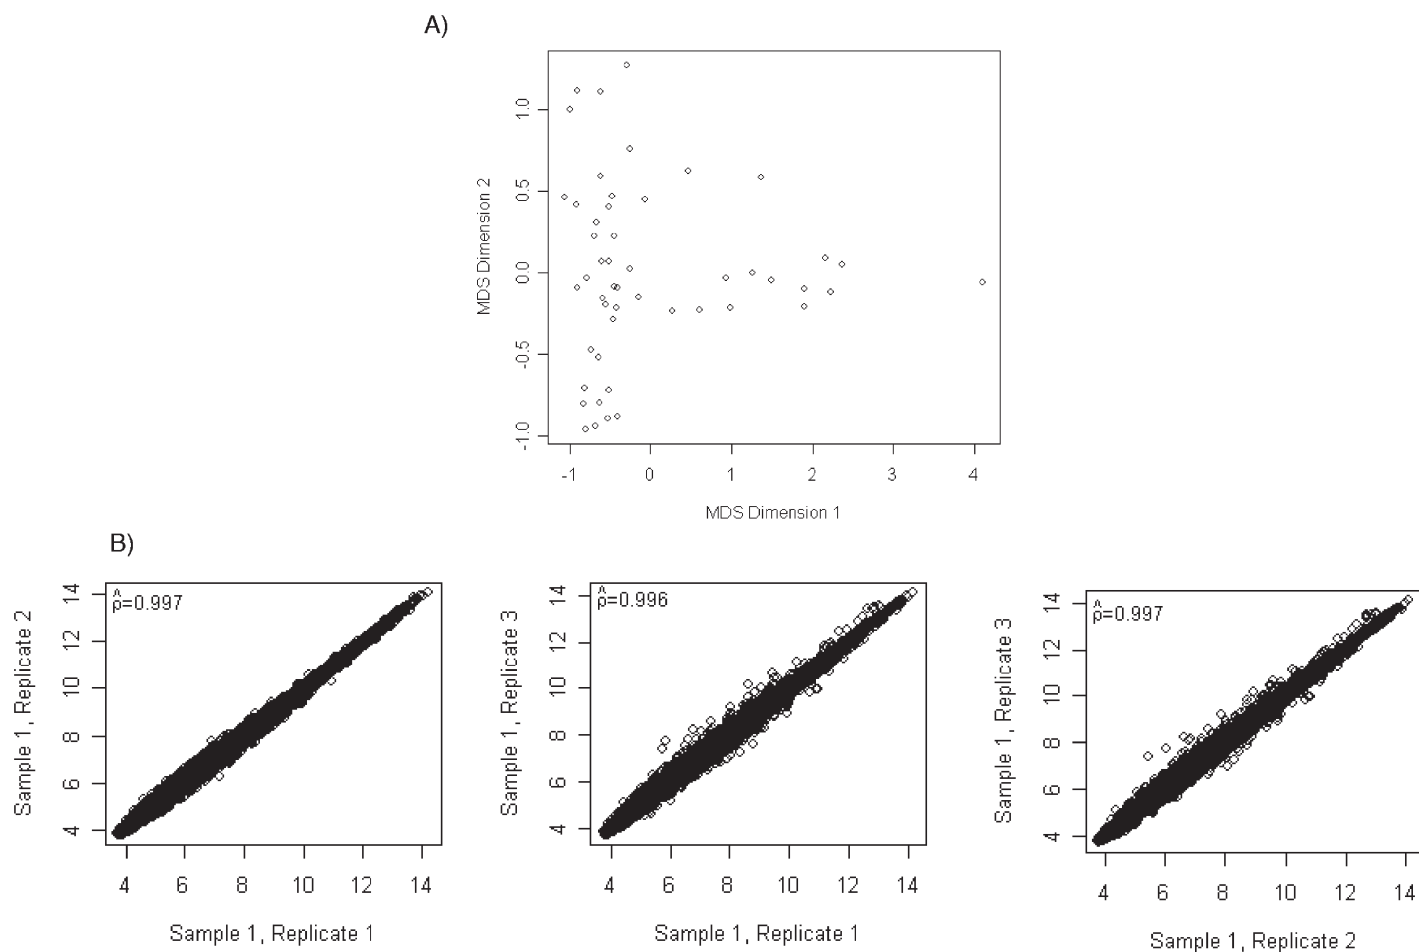 A)
MDS Dimension 2
1.0
0.5
0.0
-0.5
-1.0
-1 0 1 2 3 4
MDS Dimension 1
B)
Sample 1, Replicate 2
14
12
10
8
6
4
ρ̂=0.997
4 6 8 10 12 14
Sample 1, Replicate 1
Sample 1, Replicate 3
14
12
10
8
6
4
ρ̂=0.996
4 6 8 10 12 14
Sample 1, Replicate 1
Sample 1, Replicate 3
14
12
10
8
6
4
ρ̂=0.997
4 6 8 10 12 14
Sample 1, Replicate 2